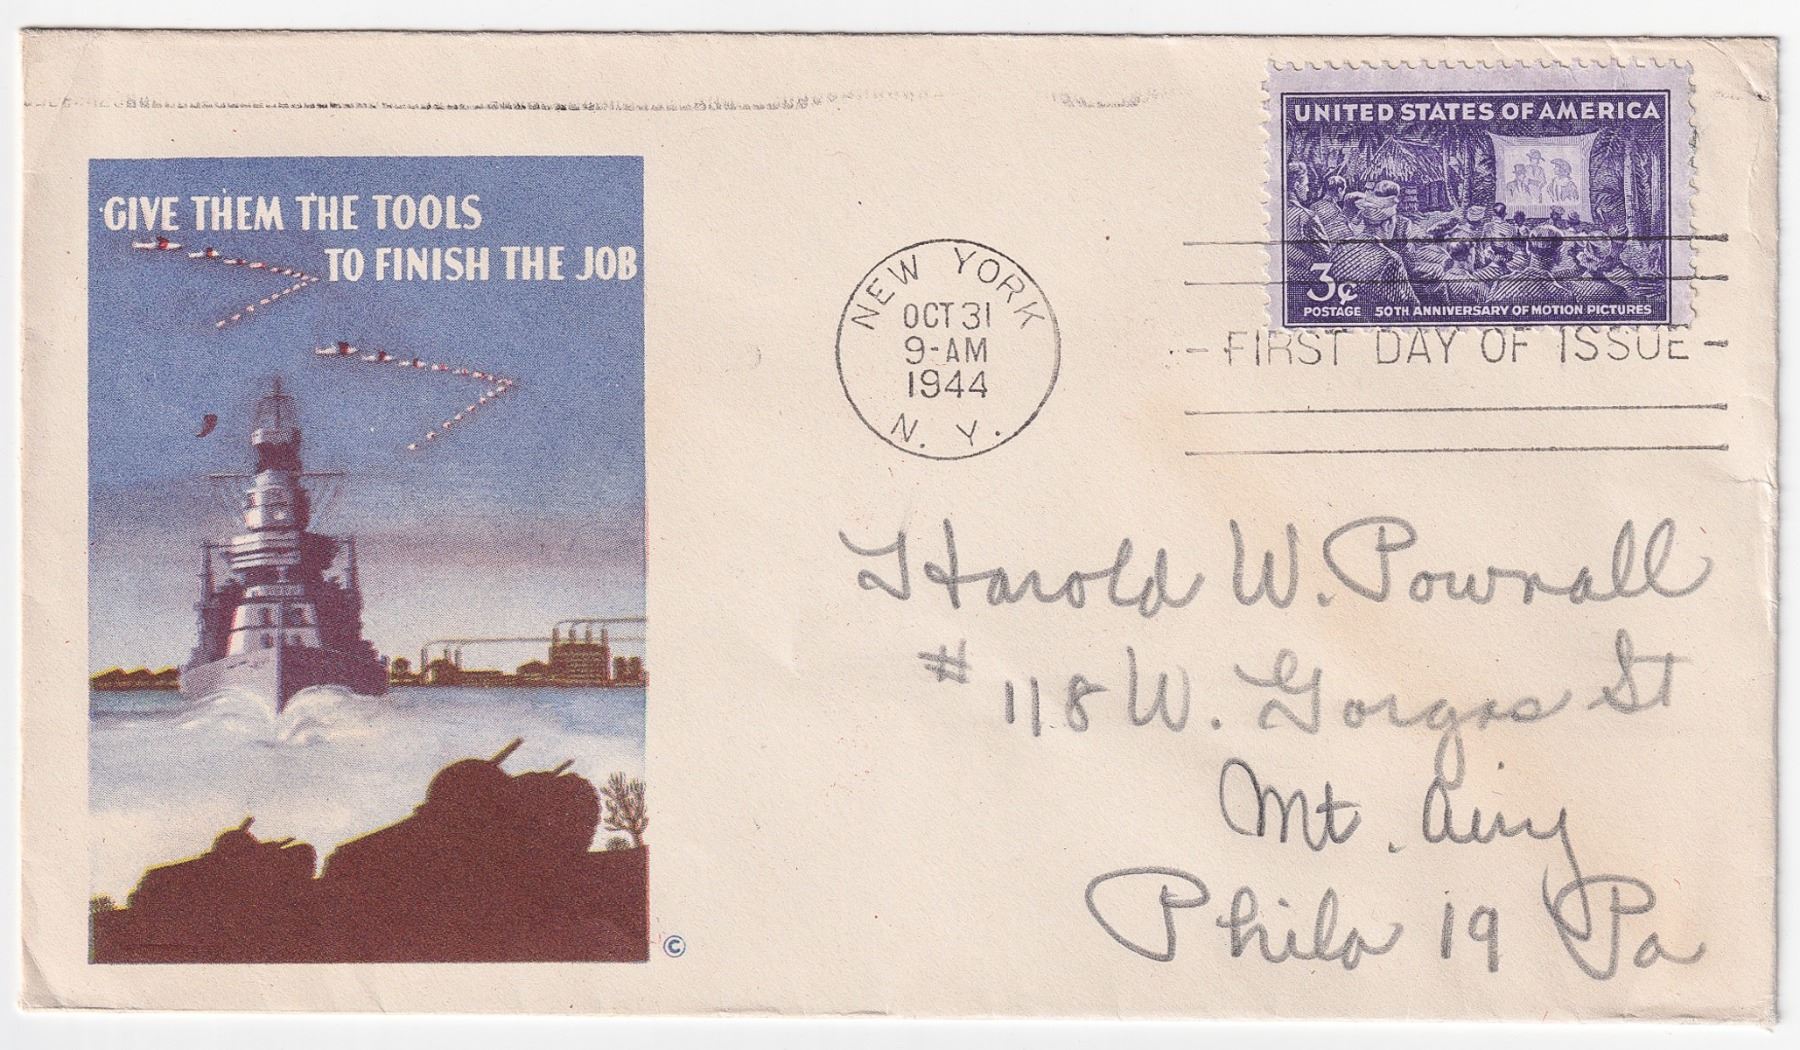 GIVE THEM THE TOOLS
TO FINISH THE JOB
©
NEW YORK
OCT 31
9-AM
1944
N. Y.
UNITED STATES OF AMERICA
3¢
POSTAGE 50TH ANNIVERSARY OF MOTION PICTURES
- FIRST DAY OF ISSUE -
Harold W. Pownall
# 118 W. Gorgas St
Mt. Airy
Phila 19 Pa